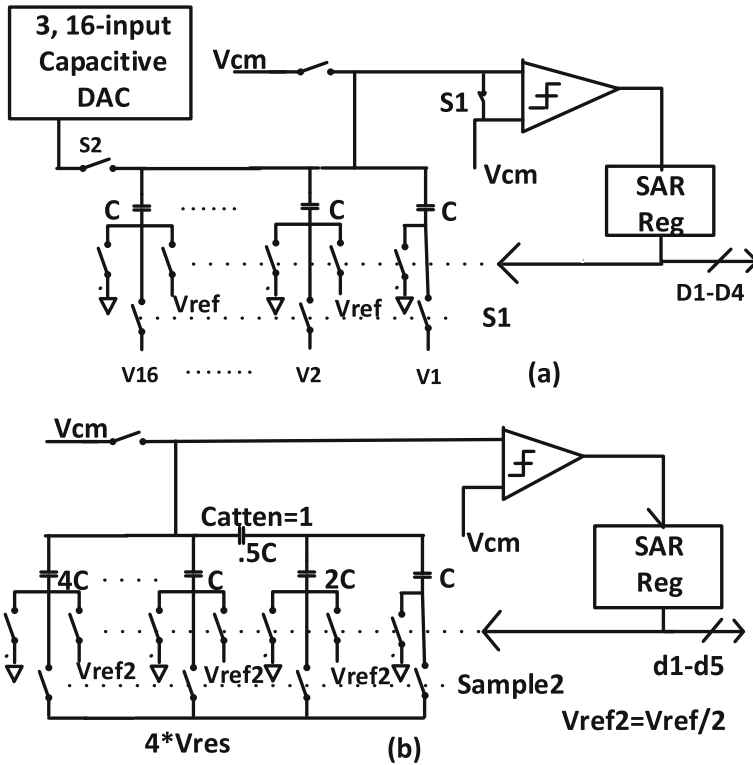 3, 16-input
Capacitive
DAC
Vcm
S1
S2
Vcm
SAR
Reg
C ······ C C
Vref Vref
D1-D4
S1
V16 ······· V2 V1
(a)
Vcm
Catten=1
.5C
Vcm
SAR
Reg
4C ····· C 2C C
Vref2 Vref2 Vref2
Sample2
d1-d5
Vref2=Vref/2
4*Vres
(b)